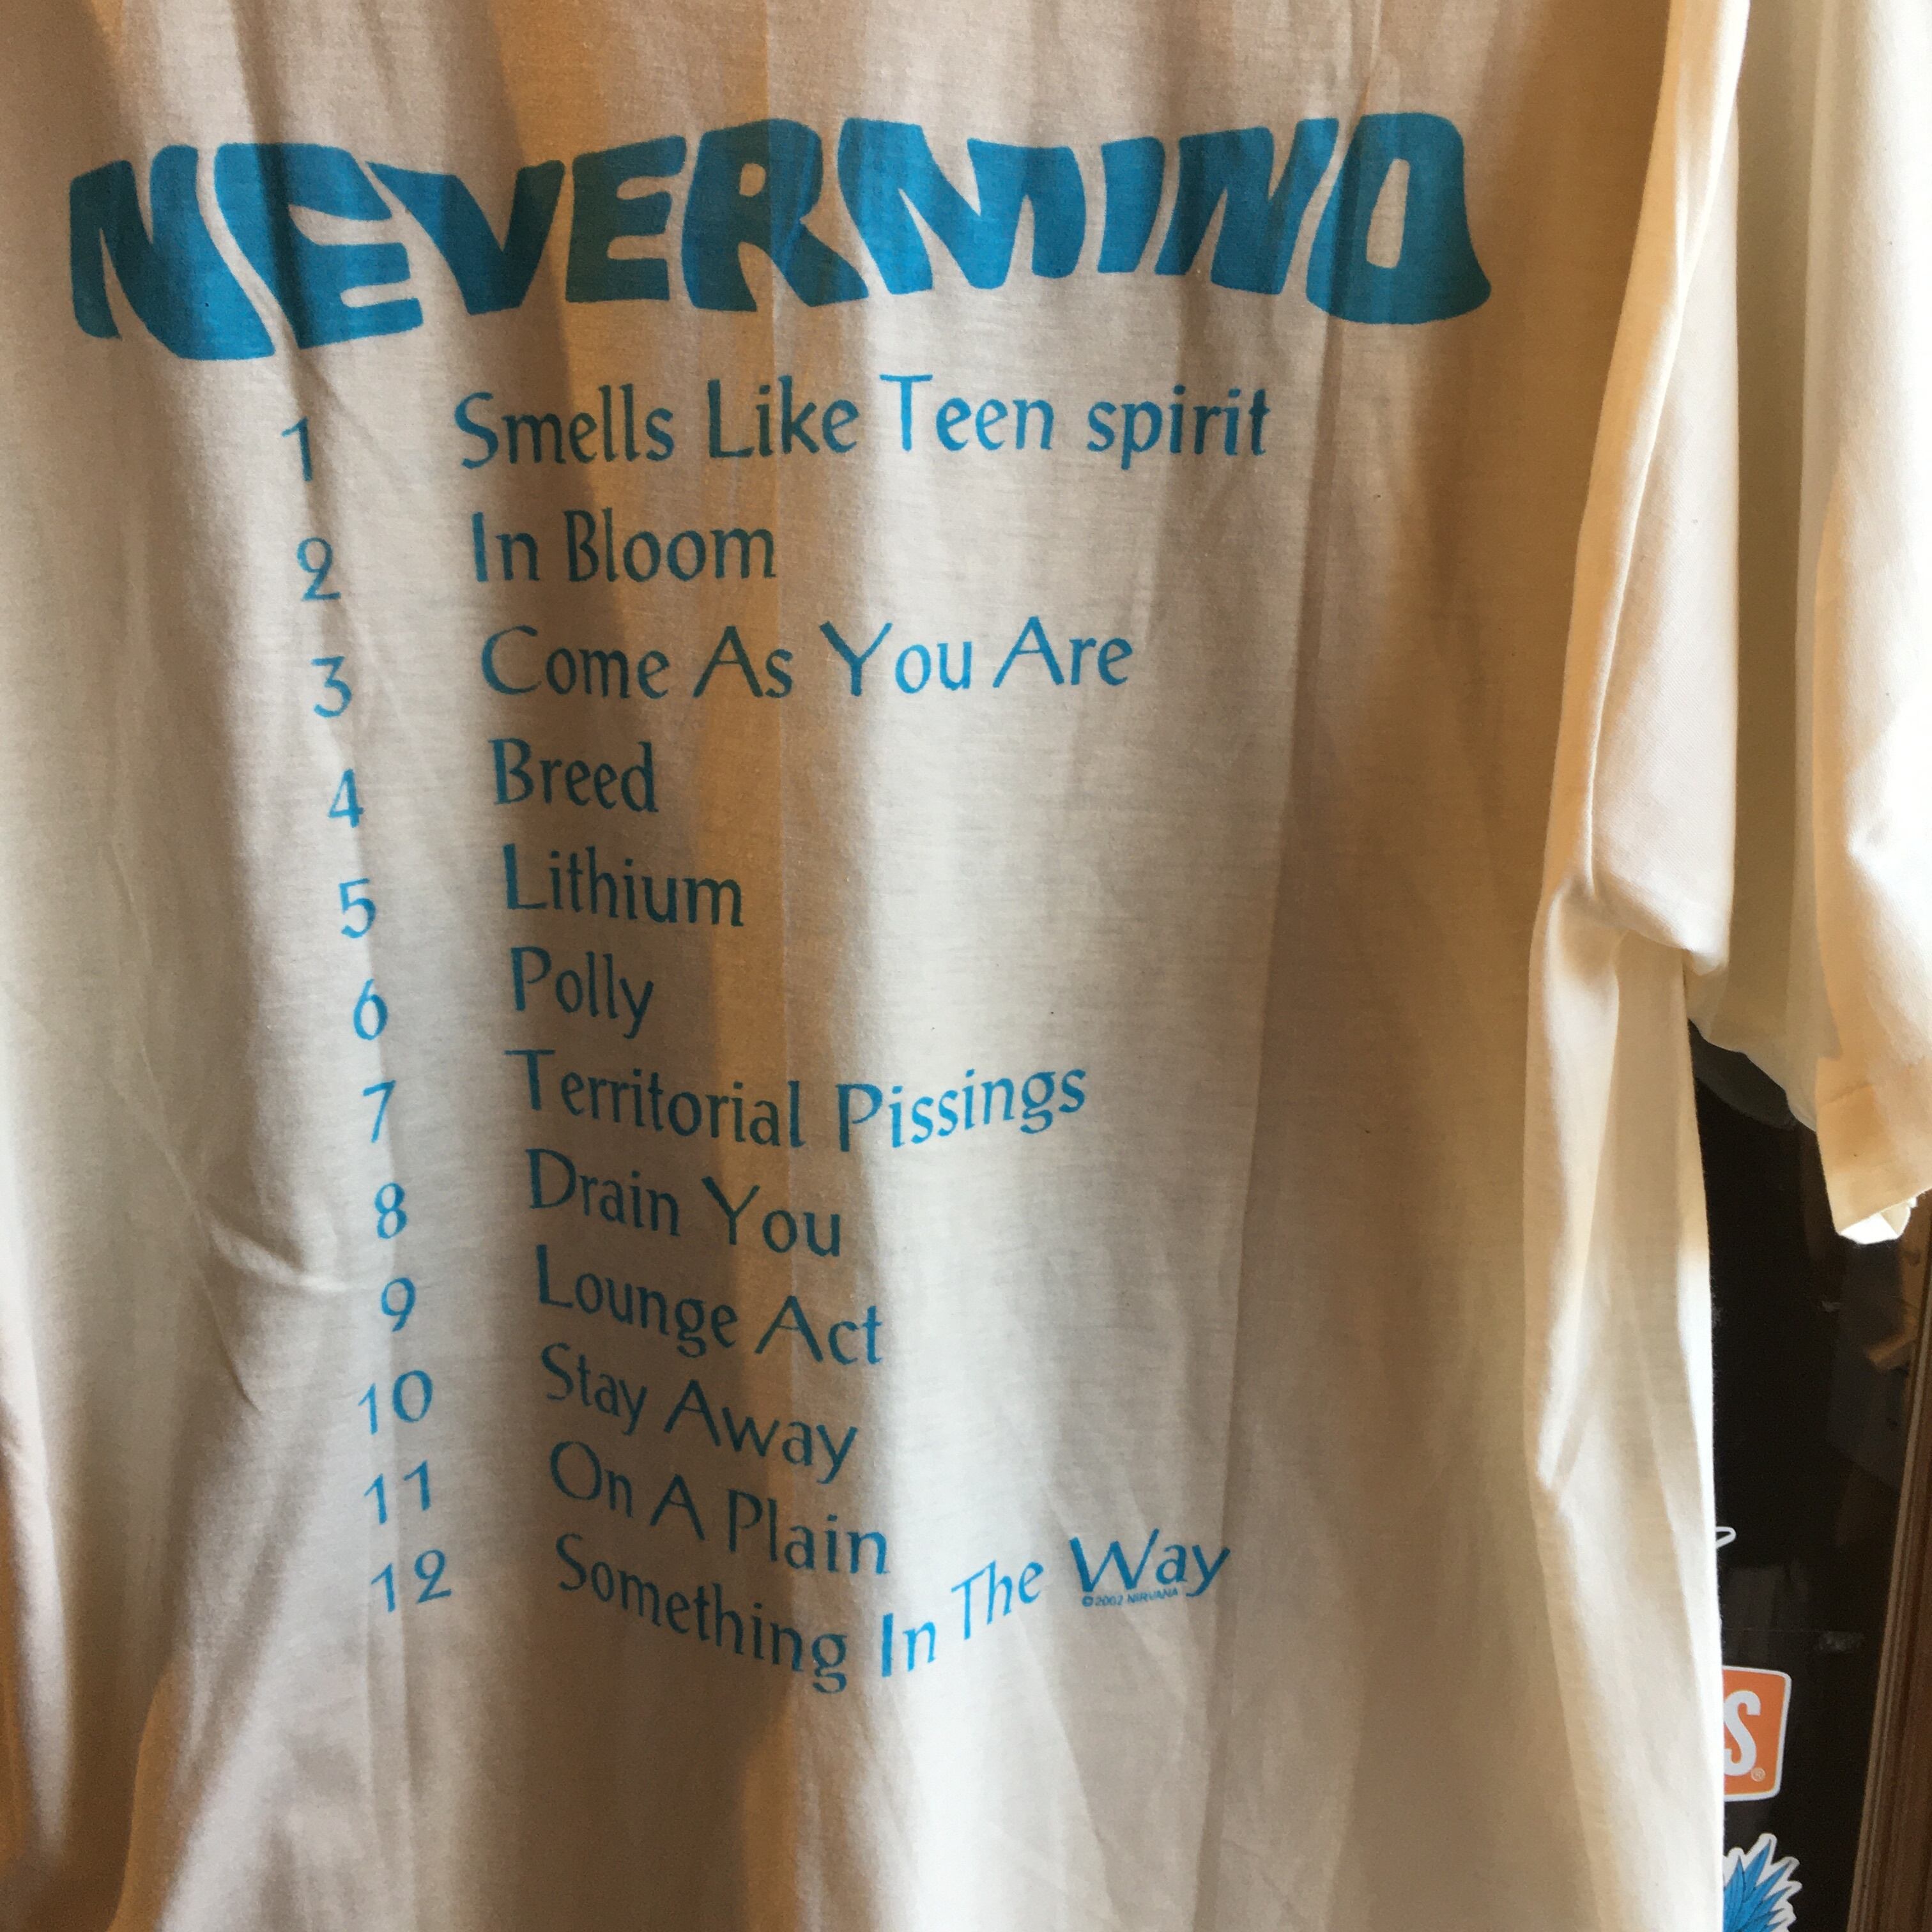 NEVERMIND
1 Smells Like Teen spirit
2 In Bloom
3 Come As You Are
4 Breed
5 Lithium
6 Polly
7 Territorial Pissings
8 Drain You
9 Lounge Act
10 Stay Away
11 On A Plain
12 Something In The Way
©2002 NIRVANA
S®